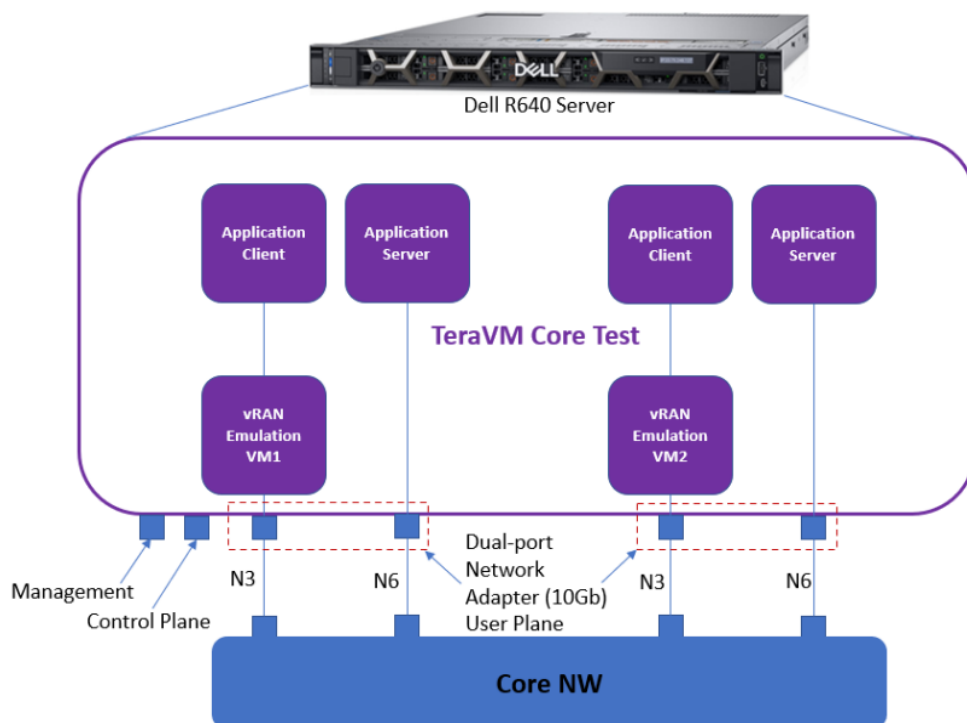 DELL
Dell R640 Server
Application
Client
Application
Server
Application
Client
Application
Server
TeraVM Core Test
vRAN
Emulation
VM1
vRAN
Emulation
VM2
Management
Control Plane
N3
N6
Dual-port
Network
Adapter (10Gb)
User Plane
N3
N6
Core NW